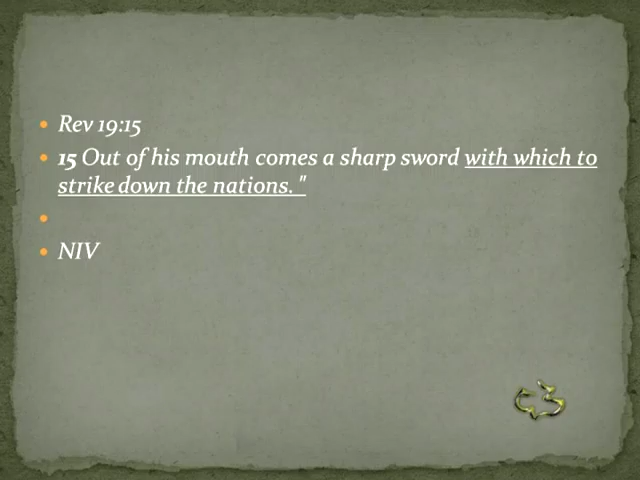 Rev 19:15
15 Out of his mouth comes a sharp sword with which to
strike down the nations. "
NIV